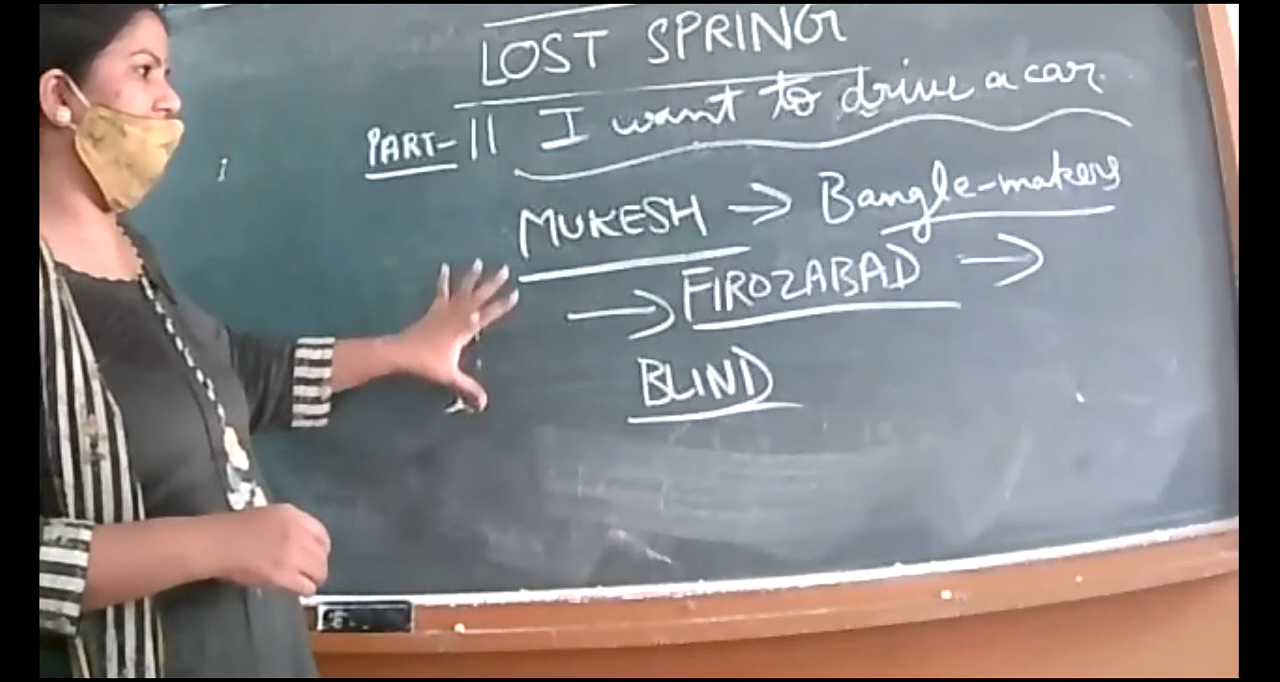 LOST SPRING
PART-II I want to drive a car.
MUKESH → Bangle-makers
→ FIROZABAD →
BLIND